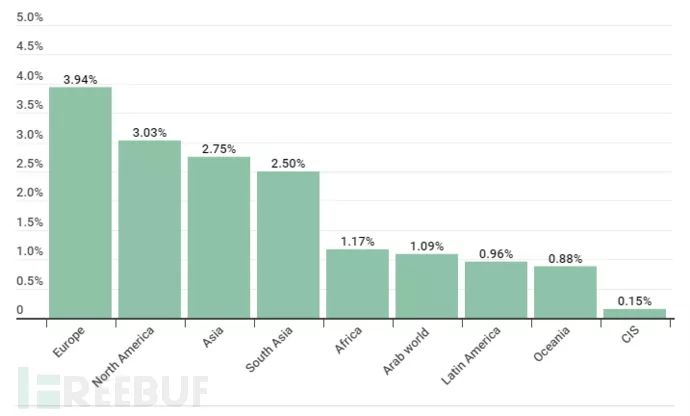 5.0%
4.5%
4.0%
3.5%
3.0%
2.5%
2.0%
1.5%
1.0%
0.5%
0
3.94%
3.03%
2.75%
2.50%
1.17%
1.09%
0.96%
0.88%
0.15%
Europe
North America
Asia
South Asia
Africa
Arab world
Latin America
Oceania
CIS
FREEBUF